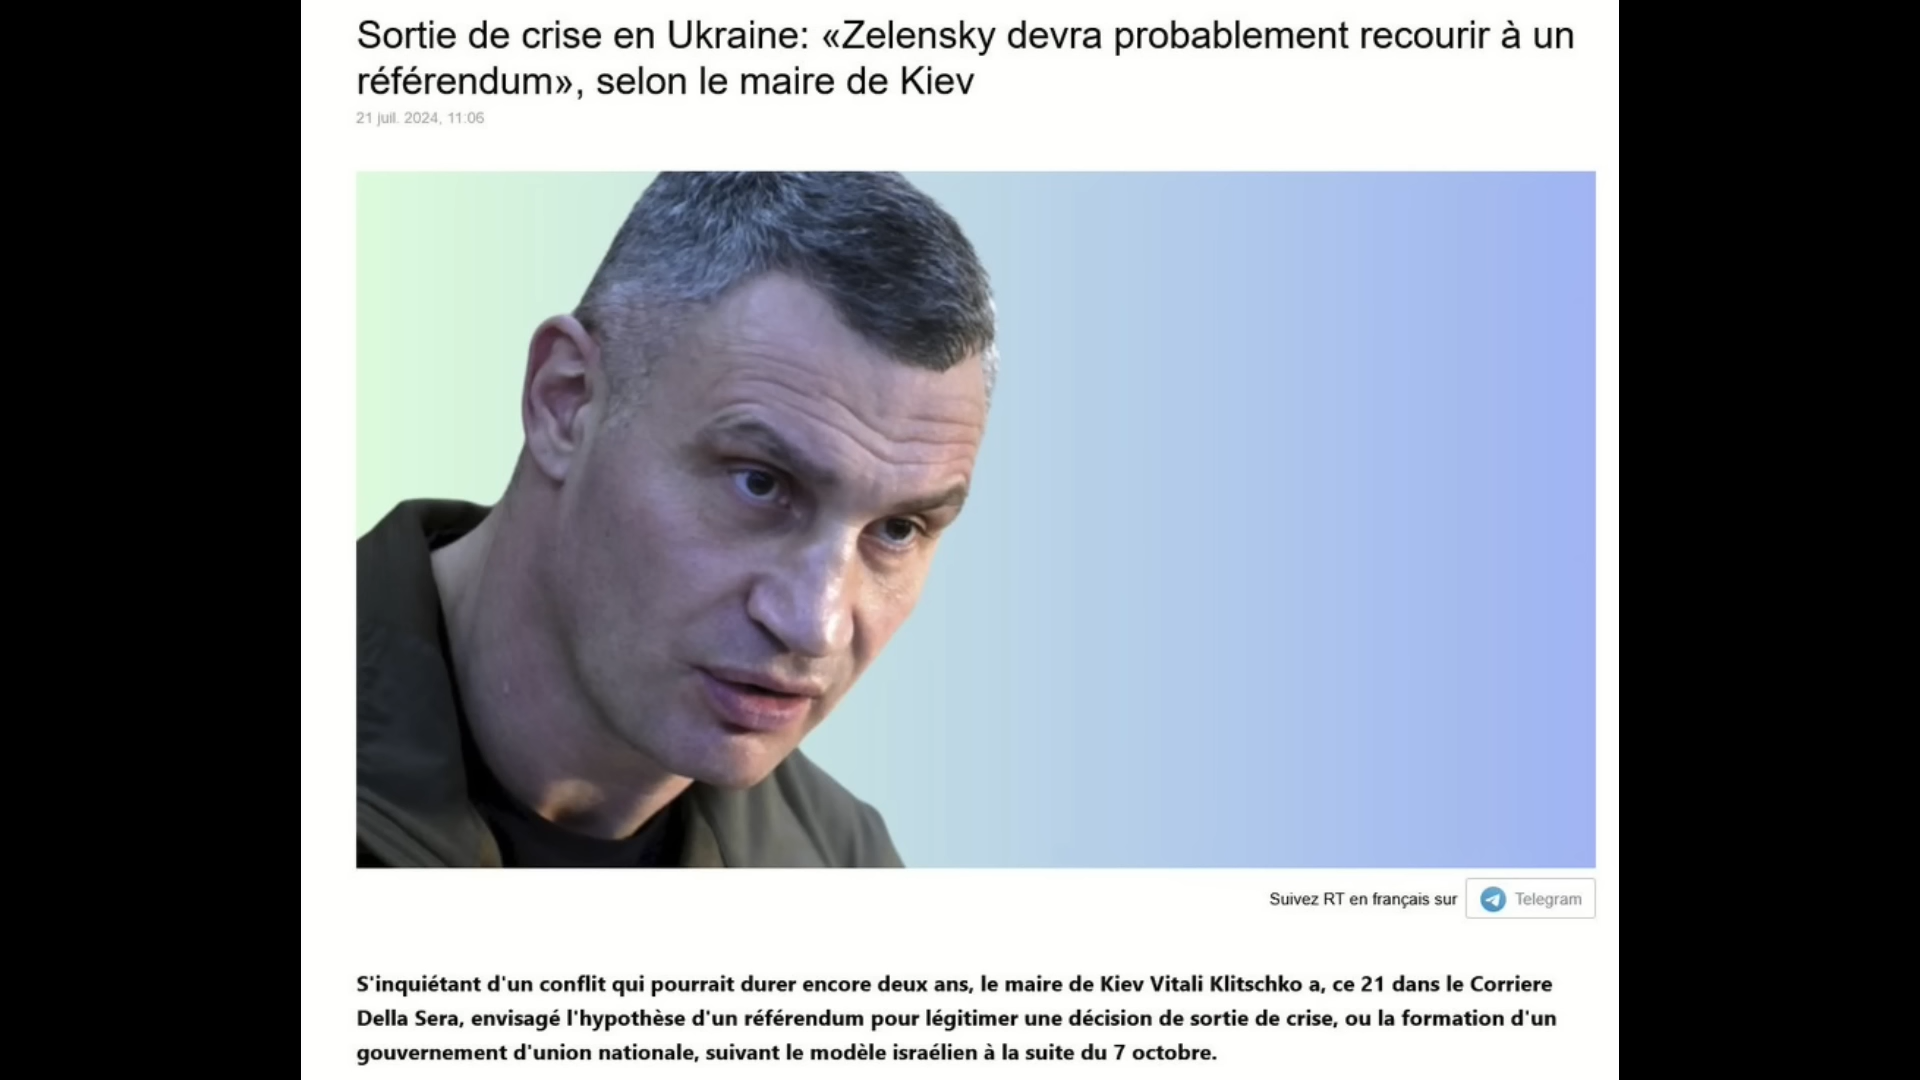 Sortie de crise en Ukraine: «Zelensky devra probablement recourir à un
référendum», selon le maire de Kiev
21 juil. 2024, 11:06
Suivez RT en français sur Telegram
S'inquiétant d'un conflit qui pourrait durer encore deux ans, le maire de Kiev Vitali Klitschko a, ce 21 dans le Corriere
Della Sera, envisagé l'hypothèse d'un référendum pour légitimer une décision de sortie de crise, ou la formation d'un
gouvernement d'union nationale, suivant le modèle israélien à la suite du 7 octobre.